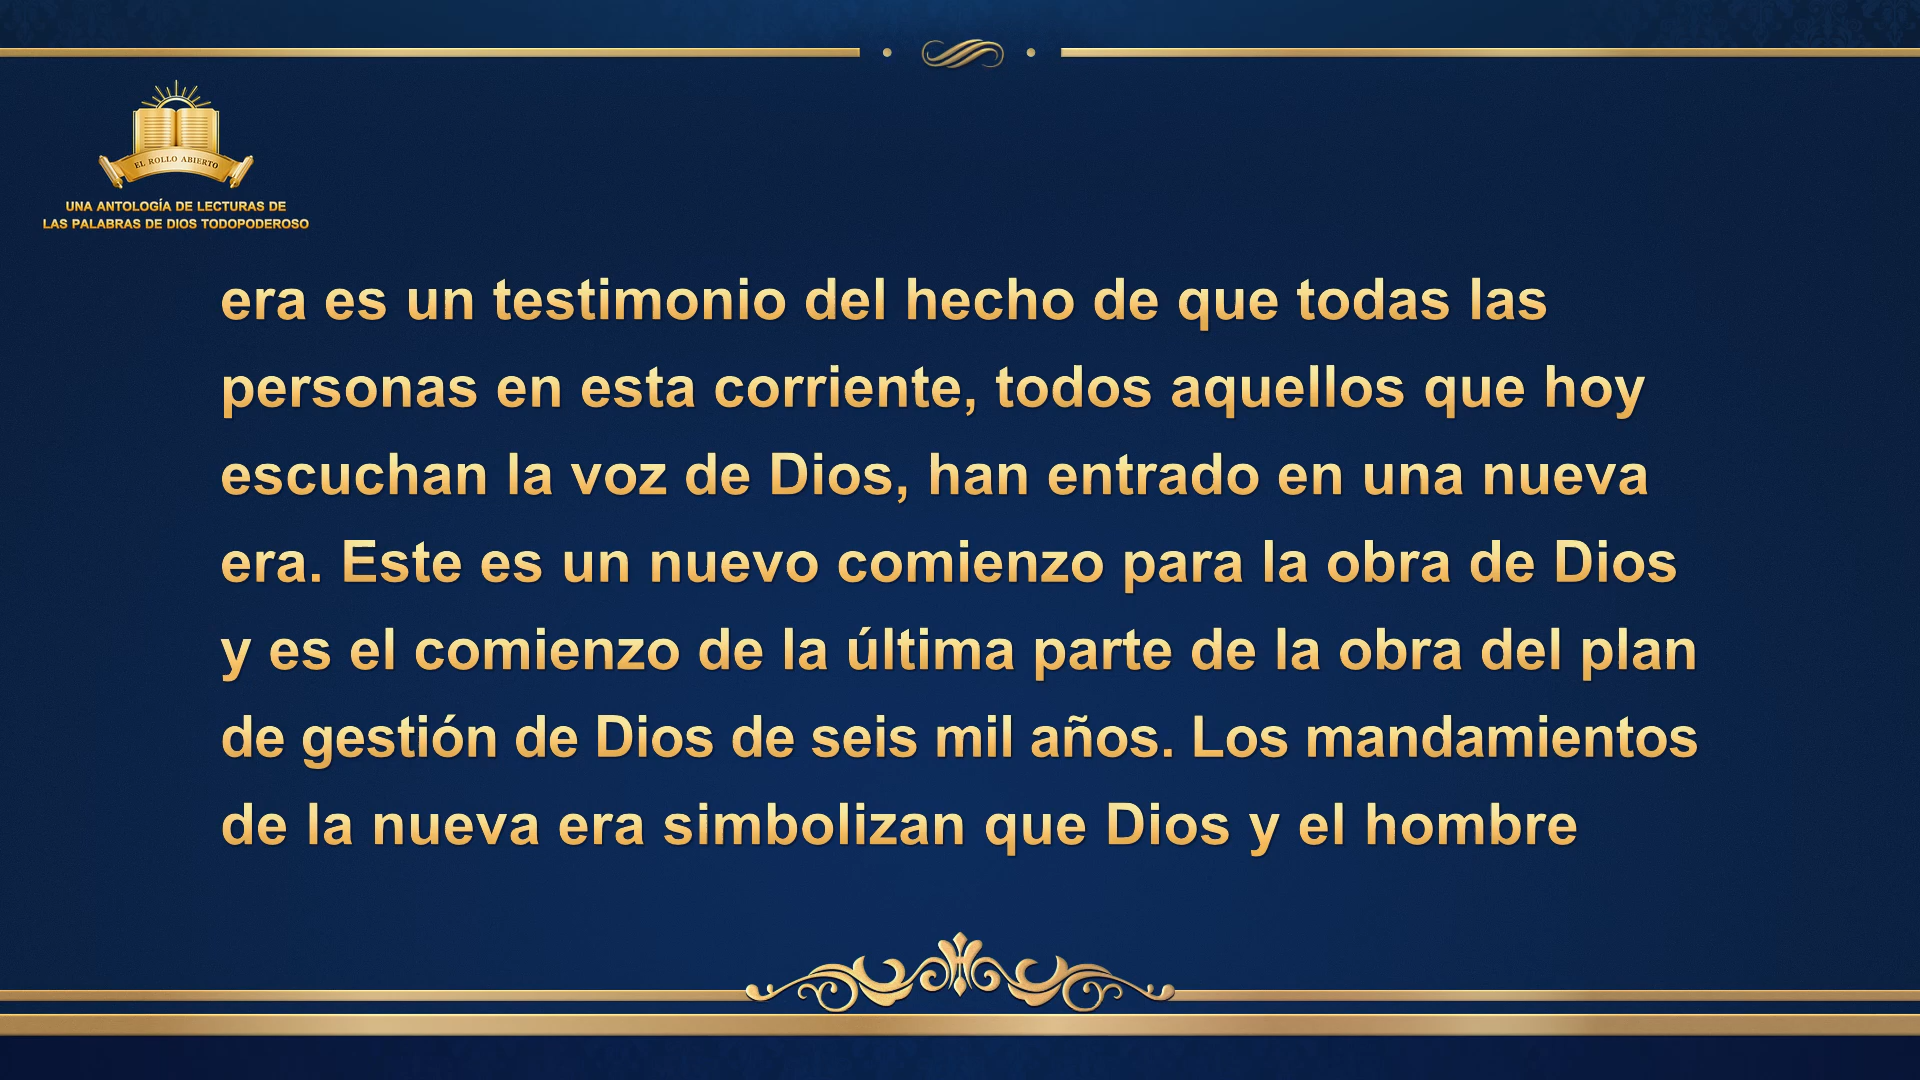 EL ROLLO ABIERTO
UNA ANTOLOGÍA DE LECTURAS DE
LAS PALABRAS DE DIOS TODOPODEROSO
era es un testimonio del hecho de que todas las
personas en esta corriente, todos aquellos que hoy
escuchan la voz de Dios, han entrado en una nueva
era. Este es un nuevo comienzo para la obra de Dios
y es el comienzo de la última parte de la obra del plan
de gestión de Dios de seis mil años. Los mandamientos
de la nueva era simbolizan que Dios y el hombre